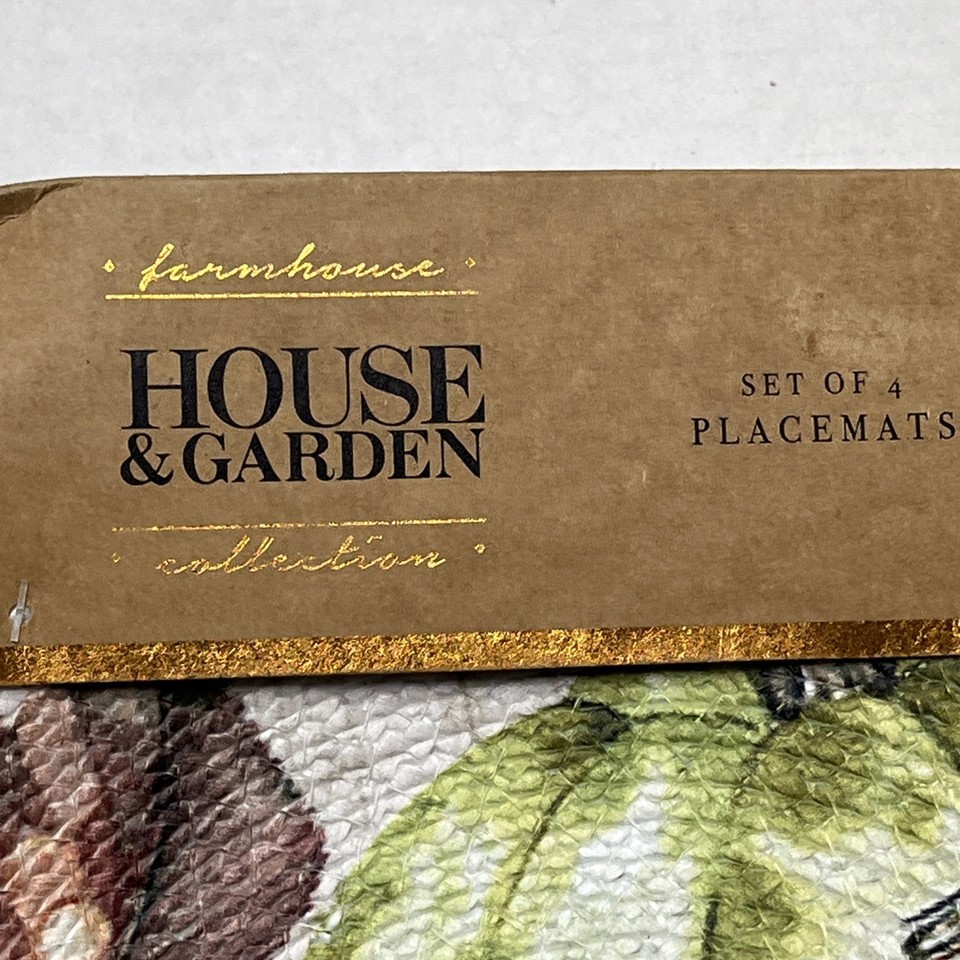 farmhouse
HOUSE
& GARDEN
collection
SET OF 4
PLACEMATS